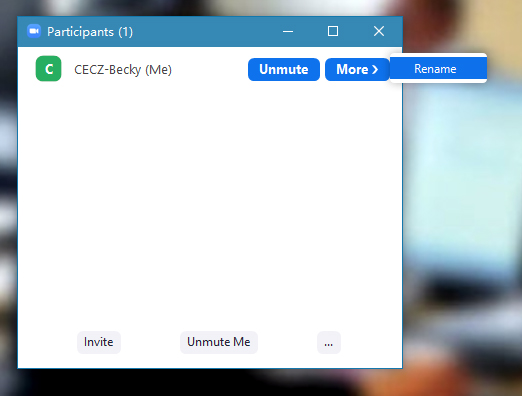 Participants (1)
C CECZ-Becky (Me) Unmute More > Rename
Invite Unmute Me ...